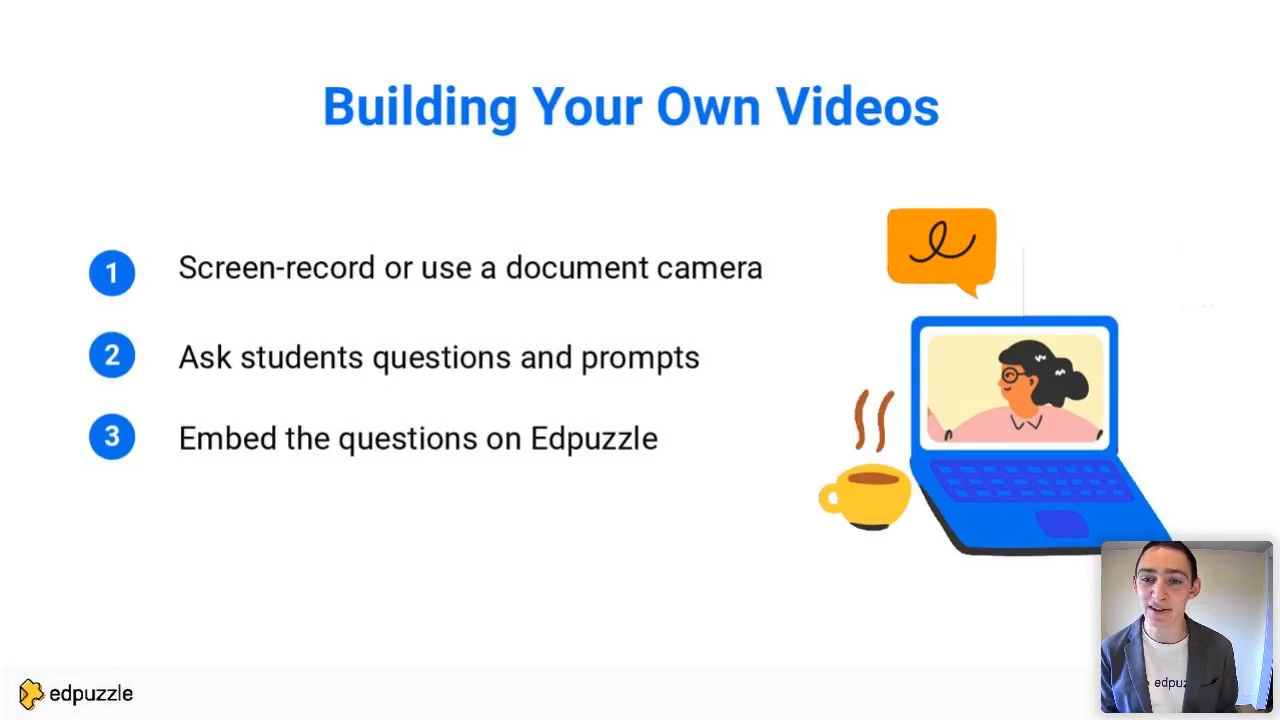 Building Your Own Videos
1 Screen-record or use a document camera
2 Ask students questions and prompts
3 Embed the questions on Edpuzzle
edpuzzle